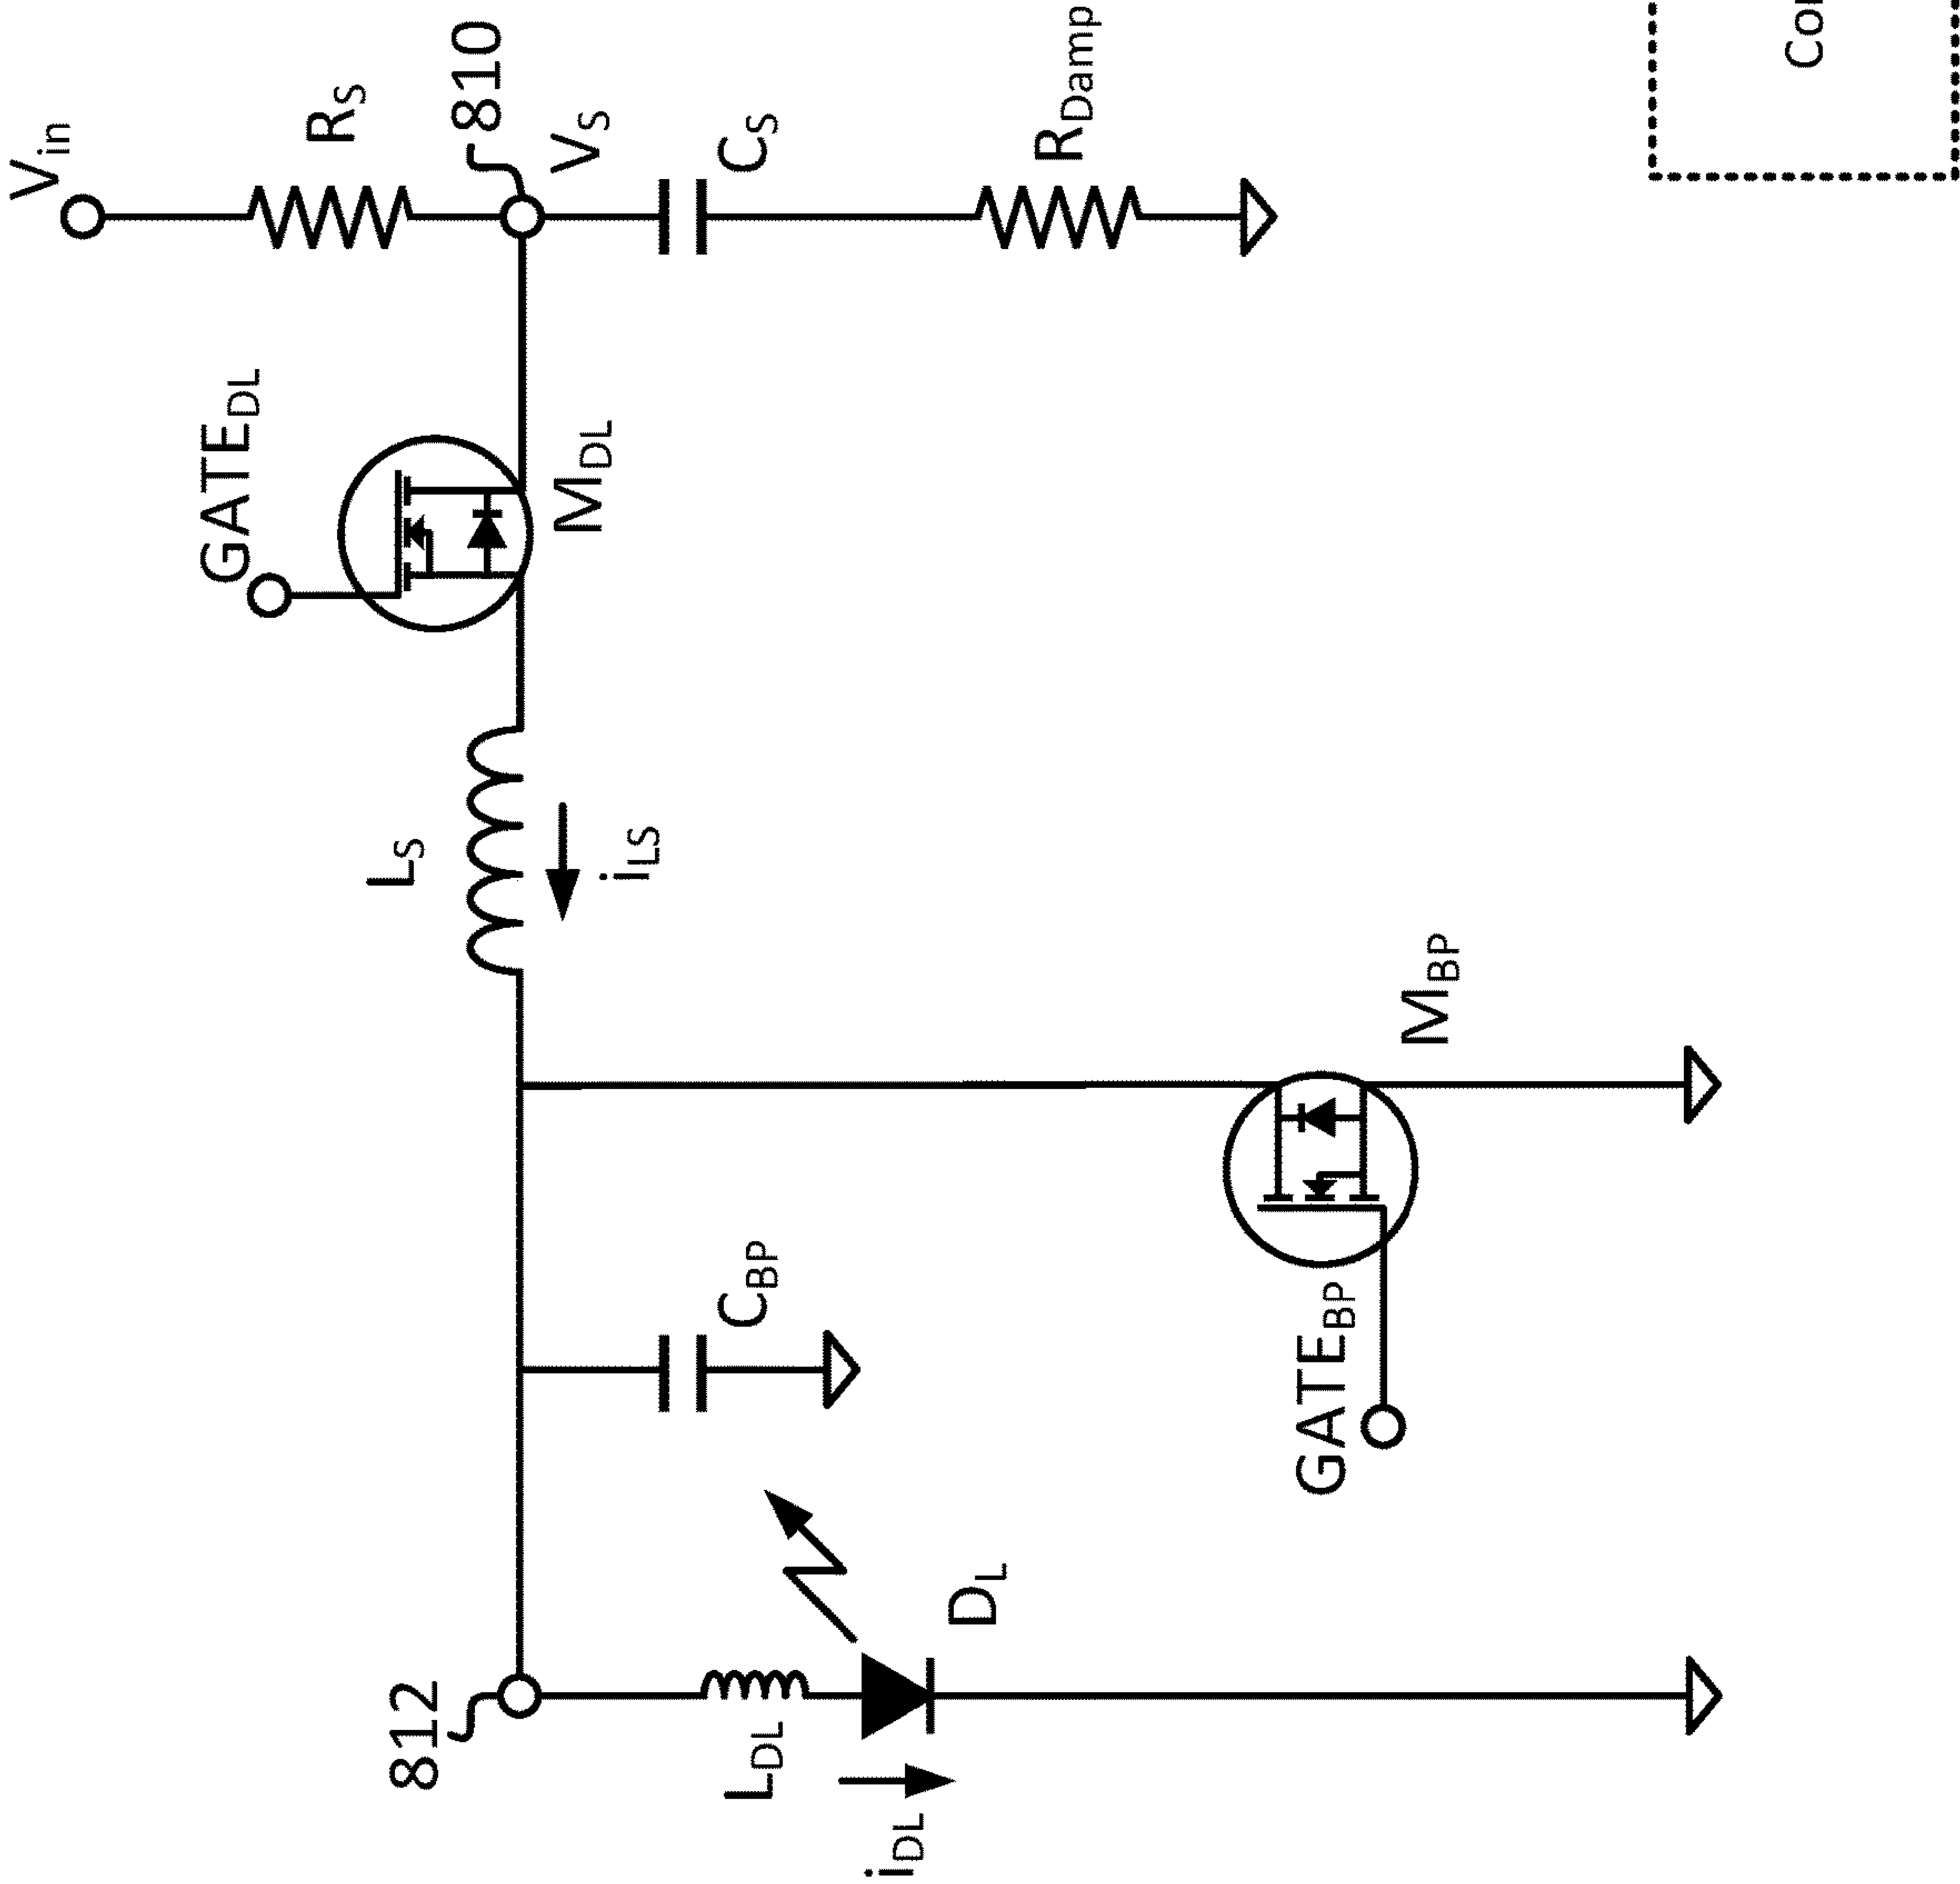 Vin
RS
810
VS
CS
RDamp
GATEDL
MDL
LS
iLS
MBP
GATEBP
CBP
812
LDL
iDL
DL